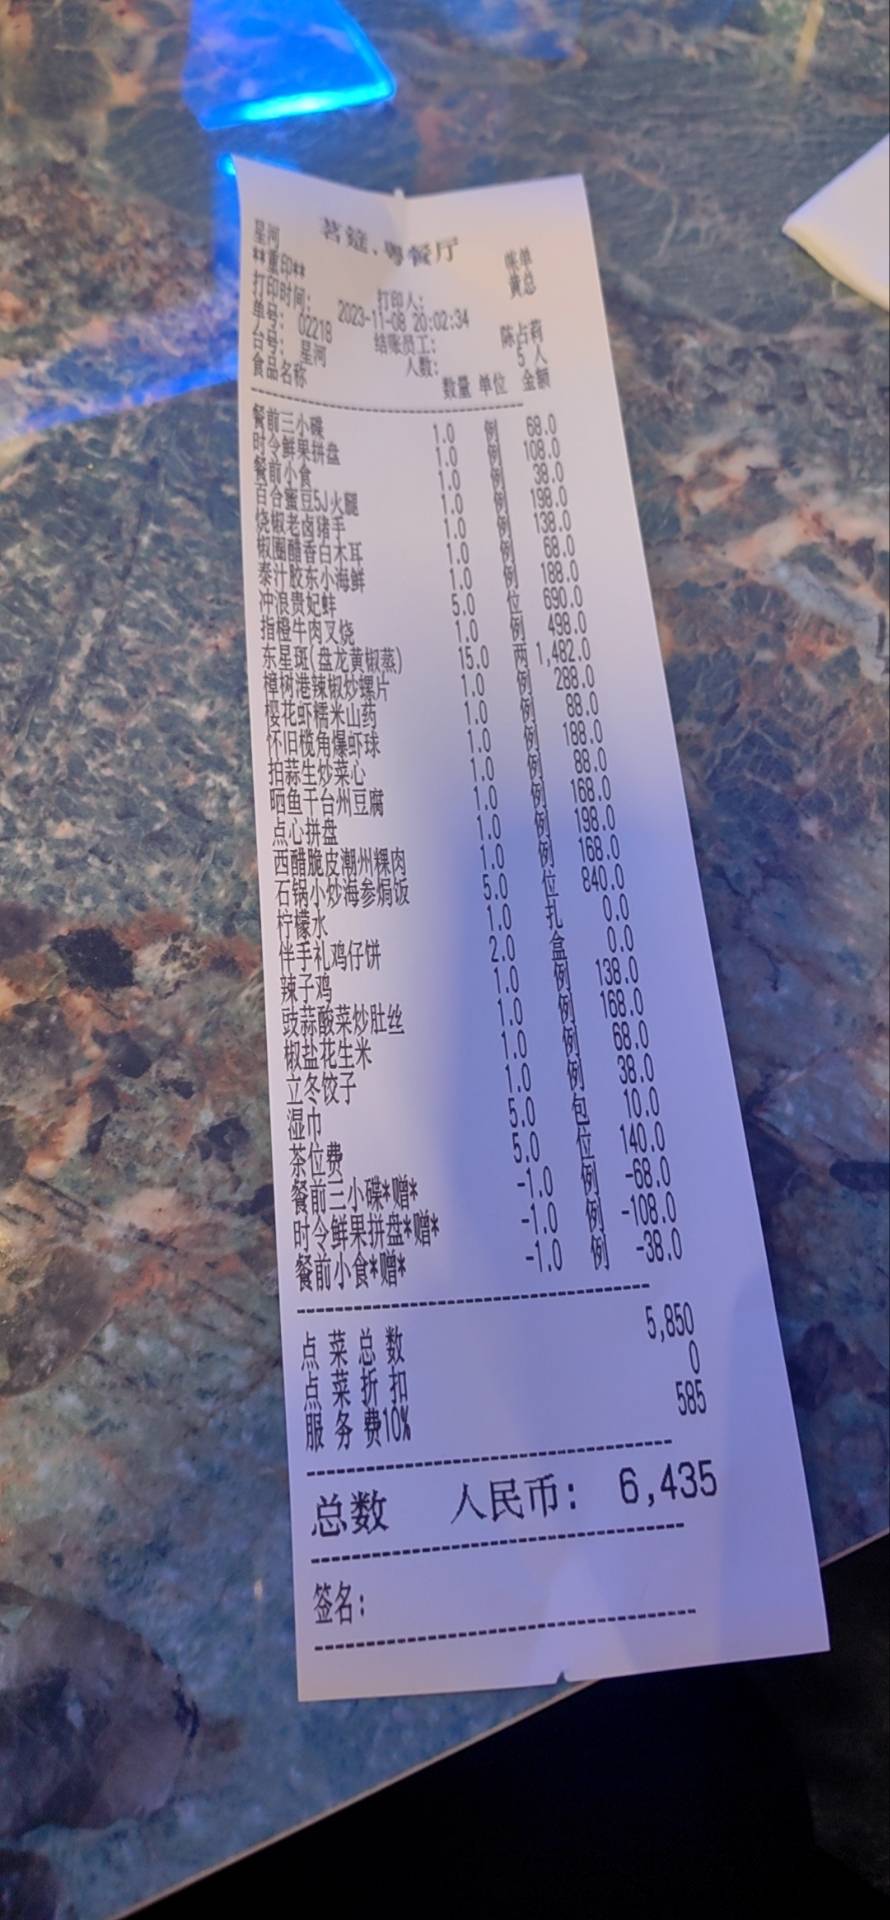 茗筵.粤餐厅
星河 账单
**重印** 黄总
打印时间: 打印人:
2023-11-08 20:02:34
单号: 02218 结账员工: 陈占莉
台号: 星河 人数: 5 人
食品名称 数量 单位 金额
餐前三小碟 1.0 例 68.0
时令鲜果拼盘 1.0 例 108.0
餐前小食 1.0 例 38.0
百合蜜豆5J火腿 1.0 例 198.0
烧椒老卤猪手 1.0 例 138.0
椒圈醋香白木耳 1.0 例 68.0
泰汁胶东小海鲜 1.0 例 188.0
冲浪贵妃蚌 5.0 位 690.0
指橙牛肉叉烧 1.0 例 498.0
东星斑(盘龙黄椒蒸) 15.0 两 1,482.0
樟树港辣椒炒螺片 1.0 例 288.0
樱花虾糯米山药 1.0 例 88.0
怀旧榄角爆虾球 1.0 例 188.0
拍蒜生炒菜心 1.0 例 88.0
晒鱼干台州豆腐 1.0 例 168.0
点心拼盘 1.0 例 198.0
西醋脆皮潮州粿肉 1.0 例 168.0
石锅小炒海参焗饭 5.0 位 840.0
柠檬水 1.0 扎 0.0
伴手礼鸡仔饼 2.0 盒 0.0
辣子鸡 1.0 例 138.0
豉蒜酸菜炒肚丝 1.0 例 168.0
椒盐花生米 1.0 例 68.0
立冬饺子 1.0 例 38.0
湿巾 5.0 包 10.0
茶位费 5.0 位 140.0
餐前三小碟*赠* -1.0 例 -68.0
时令鲜果拼盘*赠* -1.0 例 -108.0
餐前小食*赠* -1.0 例 -38.0
点菜总数 5,850
点菜折扣 0
服务费10% 585
总数 人民币: 6,435
签名: